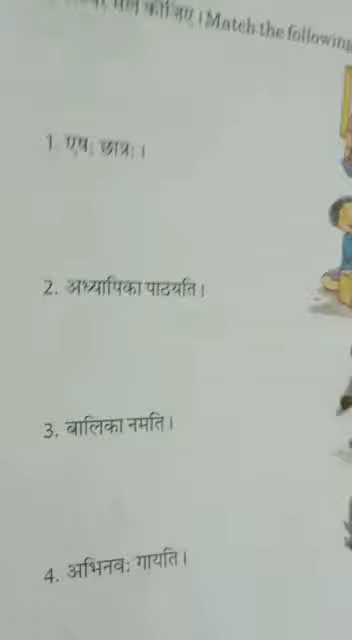 मेल कीजिए। Match the following
1. एषः छात्रः।
2. अध्यापिका पाठयति।
3. बालिका नमति।
4. अभिनवः गायति।